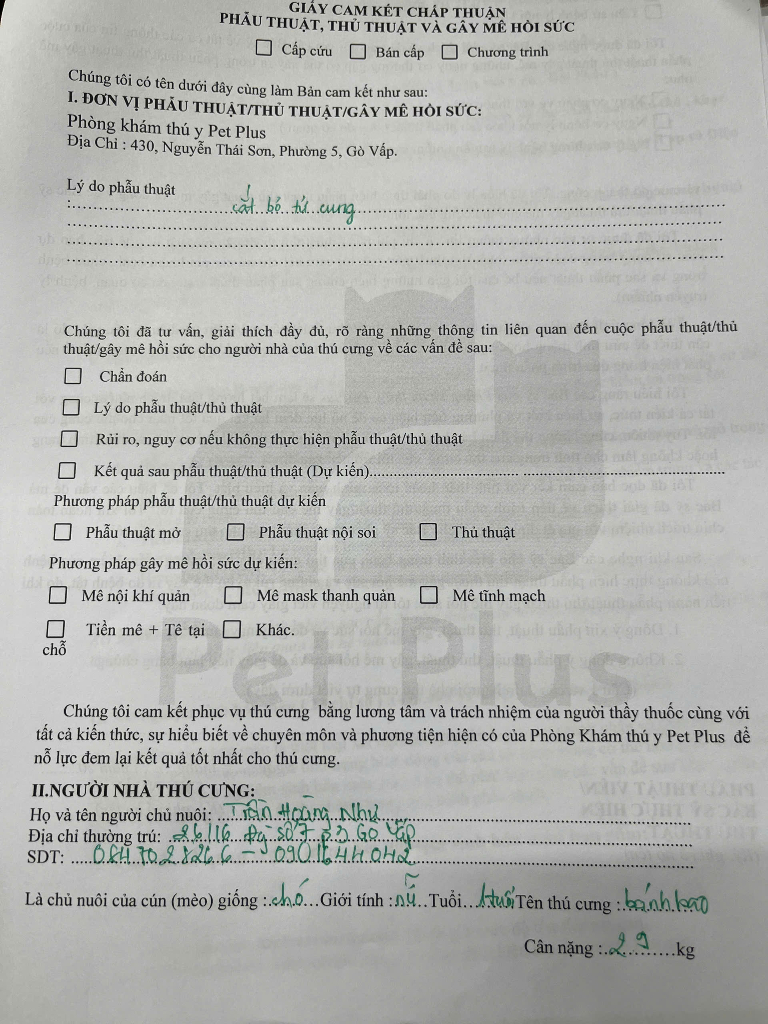 GIẤY CAM KẾT CHẤP THUẬN
PHẪU THUẬT, THỦ THUẬT VÀ GÂY MÊ HỒI SỨC
☐ Cấp cứu ☐ Bán cấp ☐ Chương trình
Chúng tôi có tên dưới đây cùng làm Bản cam kết như sau:
I. ĐƠN VỊ PHẪU THUẬT/THỦ THUẬT/GÂY MÊ HỒI SỨC:
Phòng khám thú y Pet Plus
Địa Chỉ : 430, Nguyễn Thái Sơn, Phường 5, Gò Vấp.
Lý do phẫu thuật
: cắt bỏ tử cung
Chúng tôi đã tư vấn, giải thích đầy đủ, rõ ràng những thông tin liên quan đến cuộc phẫu thuật/thủ
thuật/gây mê hồi sức cho người nhà của thú cưng về các vấn đề sau:
☐ Chẩn đoán
☐ Lý do phẫu thuật/thủ thuật
☐ Rủi ro, nguy cơ nếu không thực hiện phẫu thuật/thủ thuật
☐ Kết quả sau phẫu thuật/thủ thuật (Dự kiến)
Phương pháp phẫu thuật/thủ thuật dự kiến
☐ Phẫu thuật mở ☐ Phẫu thuật nội soi ☐ Thủ thuật
Phương pháp gây mê hồi sức dự kiến:
☐ Mê nội khí quản ☐ Mê mask thanh quản ☐ Mê tĩnh mạch
☐ Tiền mê + Tê tại ☐ Khác.
chỗ
Pet Plus
Chúng tôi cam kết phục vụ thú cưng bằng lương tâm và trách nhiệm của người thầy thuốc cùng với
tất cả kiến thức, sự hiểu biết về chuyên môn và phương tiện hiện có của Phòng Khám thú y Pet Plus để
nỗ lực đem lại kết quả tốt nhất cho thú cưng.
II.NGƯỜI NHÀ THÚ CƯNG:
Họ và tên người chủ nuôi: Trần Hoàng Như
Địa chỉ thường trú: 26/16 Đg số 7 p3 Gò Vấp
SDT: 084 702 8266 - 0901644042
Là chủ nuôi của cún (mèo) giống : chó Giới tính : nữ Tuổi tuổi Tên thú cưng : bánh bao
Cân nặng : 2 9 kg